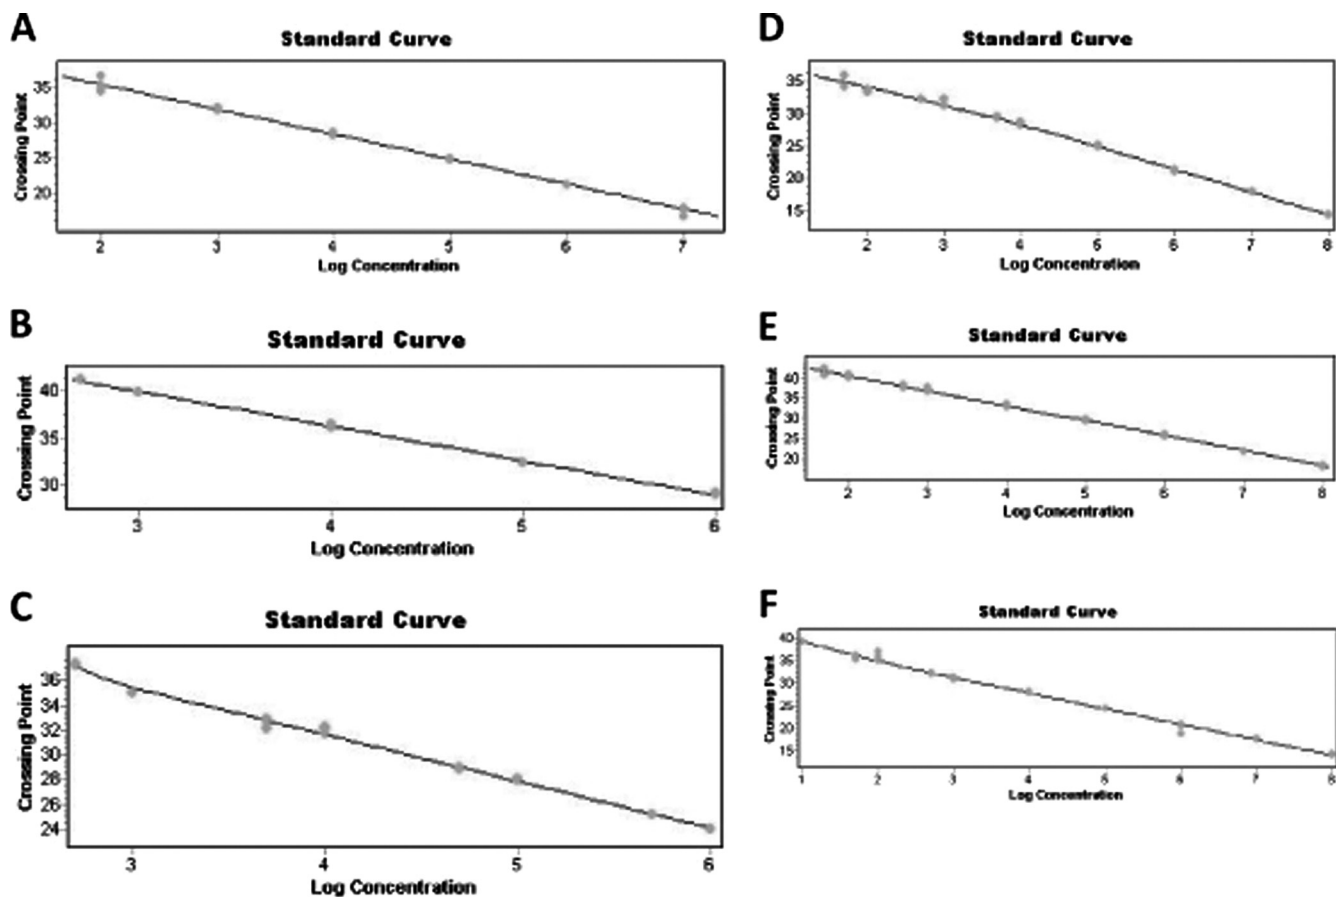 A
Standard Curve
Crossing Point
35
30
25
20
2 3 4 5 6 7
Log Concentration
B
Standard Curve
Crossing Point
40
35
30
3 4 5 6
Log Concentration
C
Standard Curve
Crossing Point
36
34
32
30
28
26
24
3 4 5 6
Log Concentration
D
Standard Curve
Crossing Point
35
30
25
20
15
2 3 4 5 6 7 8
Log Concentration
E
Standard Curve
Crossing Point
40
35
30
25
20
2 3 4 5 6 7 8
Log Concentration
F
Standard Curve
Crossing Point
40
35
30
25
20
15
1 2 3 4 5 6 7 8
Log Concentration